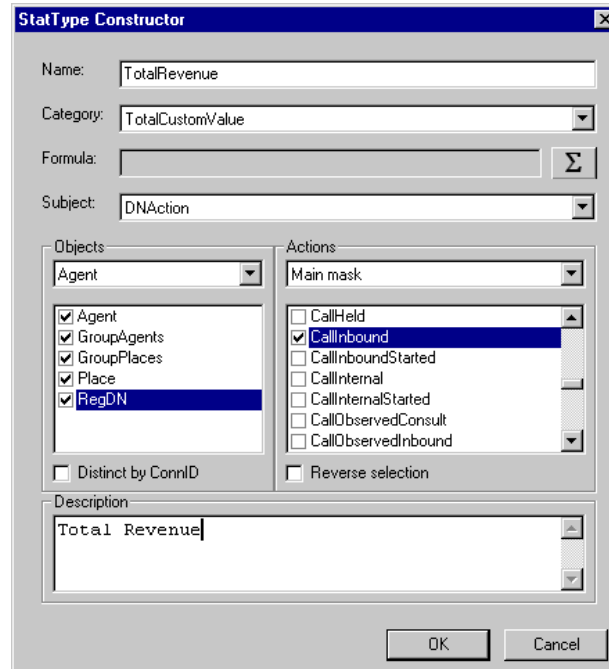 StatType Constructor
Name: TotalRevenue
Category: TotalCustomValue
Formula: Σ
Subject: DNAction
Objects Actions
Agent Main mask
Agent CallHeld
GroupAgents CallInbound
GroupPlaces CallInboundStarted
Place CallInternal
RegDN CallInternalStarted
CallObservedConsult
CallObservedInbound
Distinct by ConnID Reverse selection
Description
Total Revenue
OK Cancel